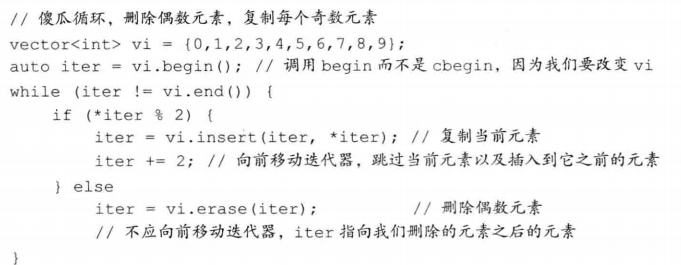 // 傻瓜循环，删除偶数元素，复制每个奇数元素
vector<int> vi = {0,1,2,3,4,5,6,7,8,9};
auto iter = vi.begin(); // 调用 begin 而不是 cbegin，因为我们要改变 vi
while (iter != vi.end()) {
    if (*iter % 2) {
        iter = vi.insert(iter, *iter); // 复制当前元素
        iter += 2; // 向前移动迭代器，跳过当前元素以及插入到它之前的元素
    } else
        iter = vi.erase(iter);          // 删除偶数元素
        // 不应向前移动迭代器，iter 指向我们删除的元素之后的元素
}